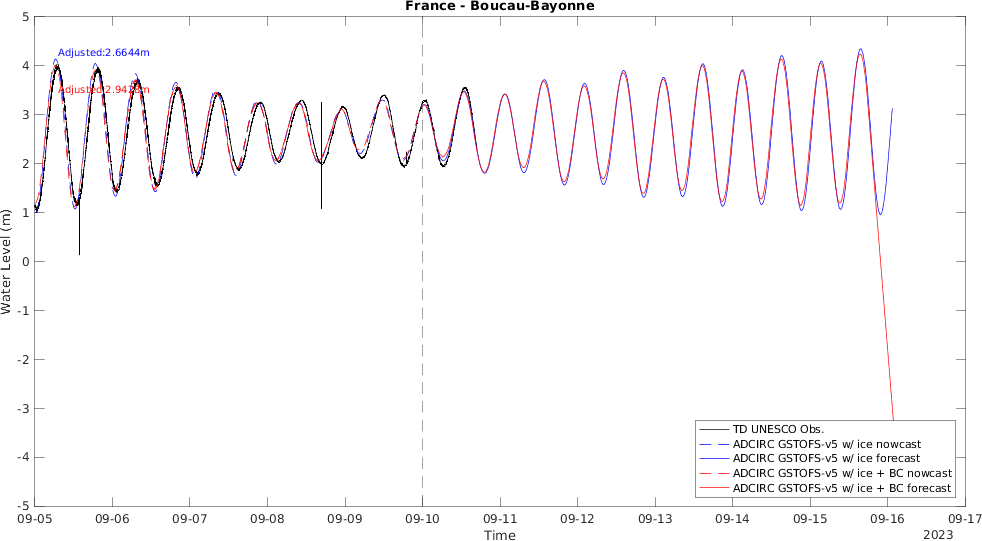 France - Boucau-Bayonne
5
4
3
2
1
0
-1
-2
-3
-4
-5
Water Level (m)
Adjusted:2.6644m
Adjusted:2.9428m
TD UNESCO Obs.
ADCIRC GSTOFS-v5 w/ ice nowcast
ADCIRC GSTOFS-v5 w/ ice forecast
ADCIRC GSTOFS-v5 w/ ice + BC nowcast
ADCIRC GSTOFS-v5 w/ ice + BC forecast
09-05 09-06 09-07 09-08 09-09 09-10 09-11 09-12 09-13 09-14 09-15 09-16 09-17
Time
2023